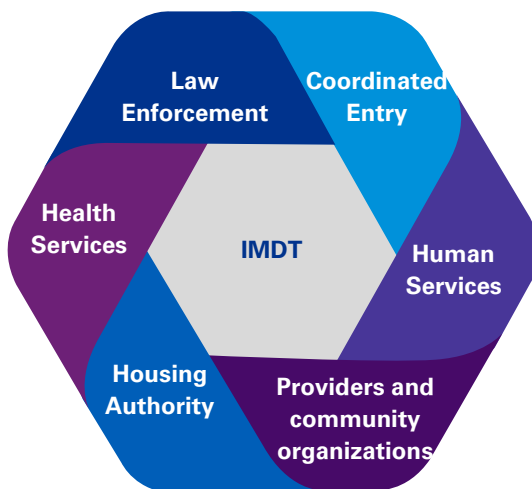 Law
Enforcement
Coordinated
Entry
Health
Services
IMDT
Human
Services
Housing
Authority
Providers and
community
organizations